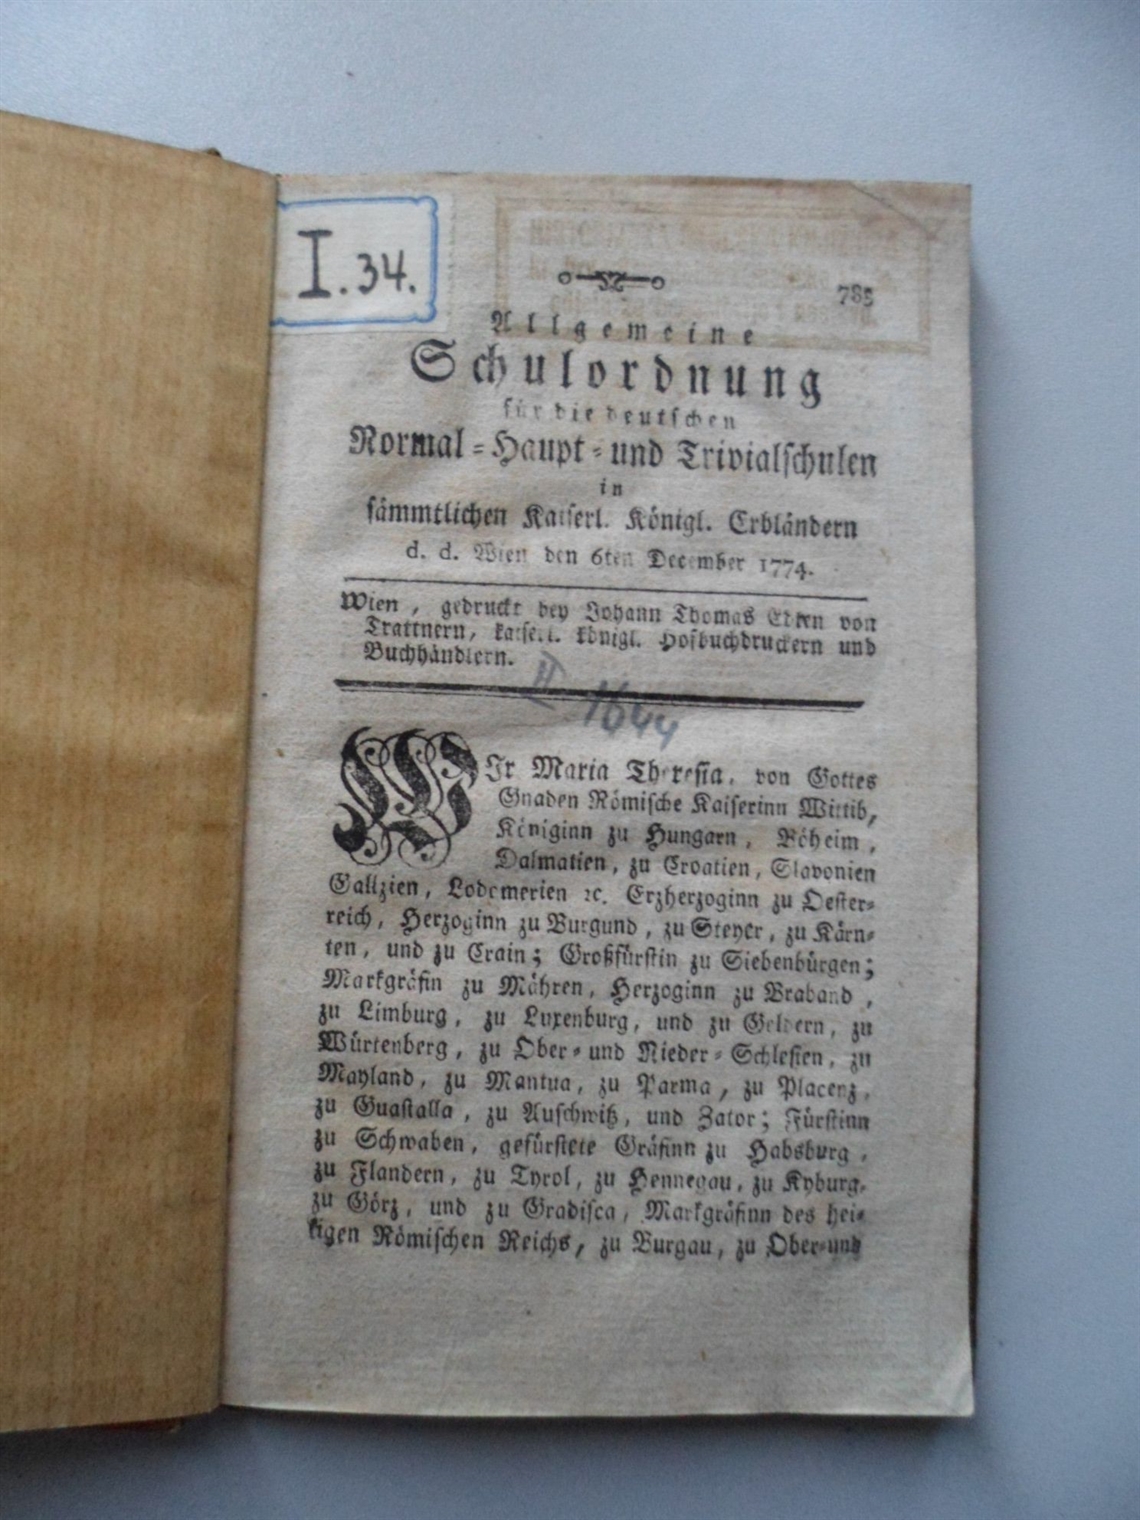 I.34.
785
Allgemeine
Schulordnung
für die deutschen
Normal=Haupt=und Trivialschulen
in
sämmtlichen Kaiserl. Königl. Erbländern
d. d. Wien den 6ten December 1774.
Wien, gedruckt bey Johann Thomas Edlen von
Trattnern, kaiserl. königl. Hofbuchdruckern und
Buchhändlern.
II 1644
WIr Maria Theresia, von Gottes
Gnaden Römische Kaiserinn Wittib,
Königinn zu Hungarn, Böheim,
Dalmatien, zu Croatien, Slavonien
Gallzien, Lodomerien ꝛc. Erzherzoginn zu Oester=
reich, Herzoginn zu Burgund, zu Steyer, zu Kärn=
ten, und zu Crain; Großfürstin zu Siebenbürgen;
Markgräfin zu Mähren, Herzoginn zu Braband,
zu Limburg, zu Luxenburg, und zu Geldern, zu
Würtenberg, zu Ober=und Nieder=Schlesien, zu
Mayland, zu Mantua, zu Parma, zu Placenz,
zu Guastalla, zu Auschwitz, und Zator; Fürstinn
zu Schwaben, gefürstete Gräfinn zu Habsburg,
zu Flandern, zu Tyrol, zu Hennegau, zu Kyburg,
zu Görz, und zu Gradisca, Markgräfinn des hei=
ligen Römischen Reichs, zu Burgau, zu Ober=und